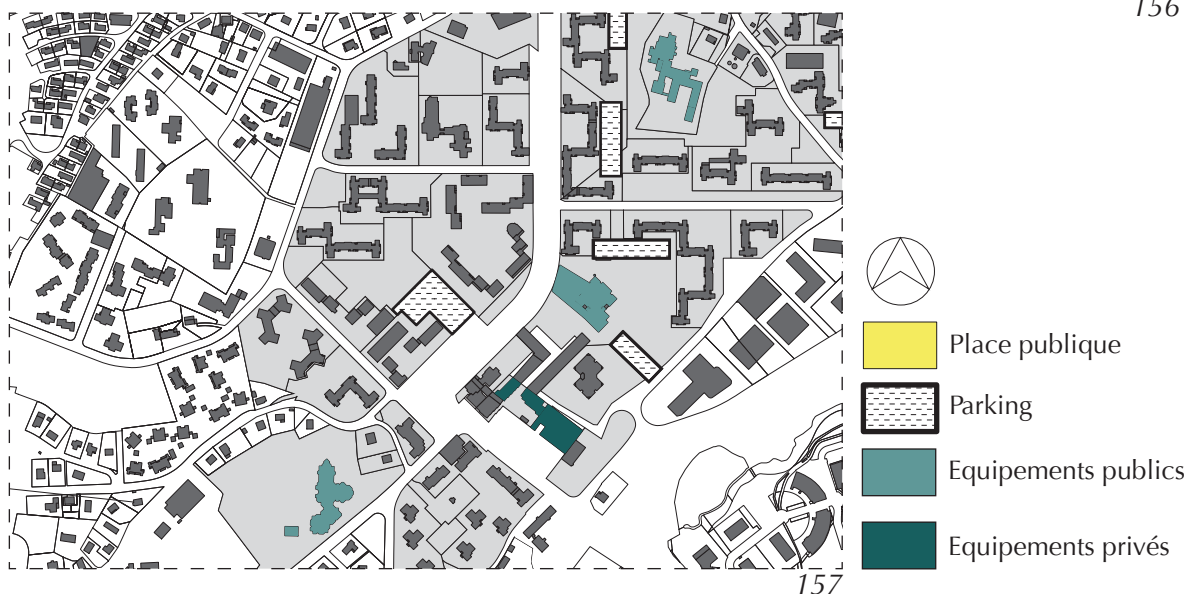 156
Place publique
Parking
Equipements publics
Equipements privés
157